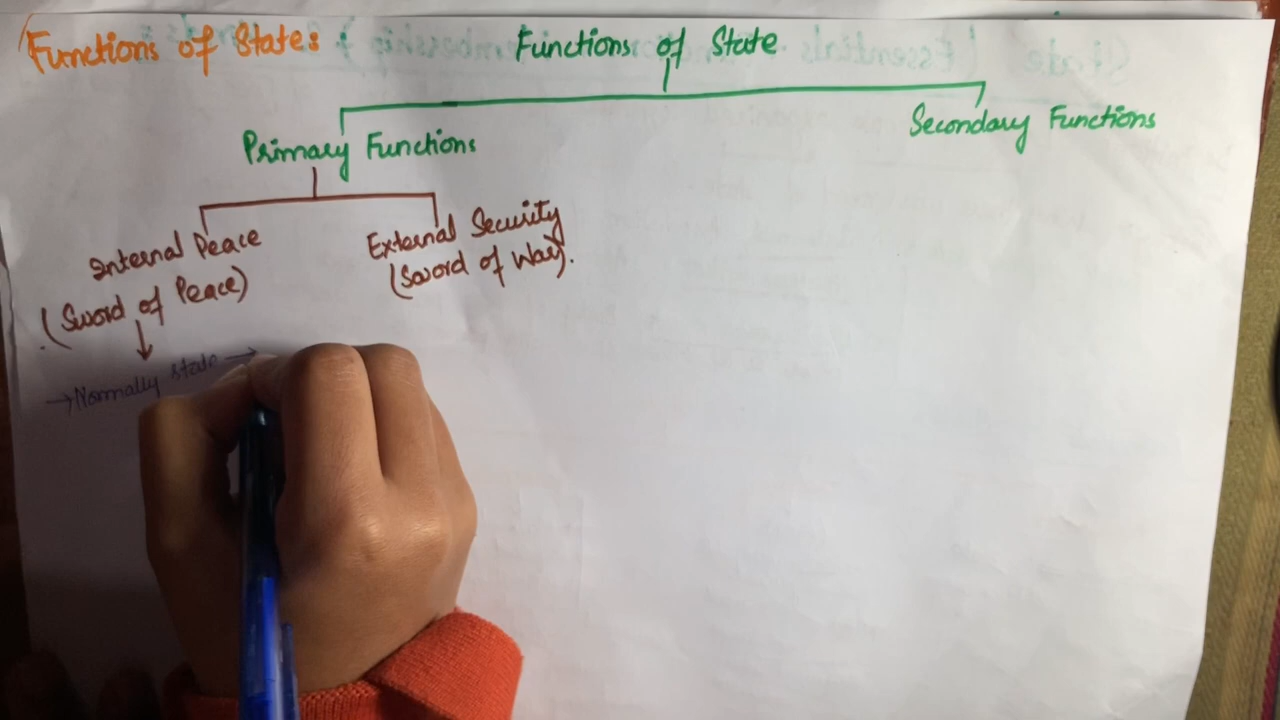 Functions of State:
Functions of State
Primary Functions
Secondary Functions
Internal Peace
(Sword of Peace)
External Security
(Sword of War).
→Normally state →